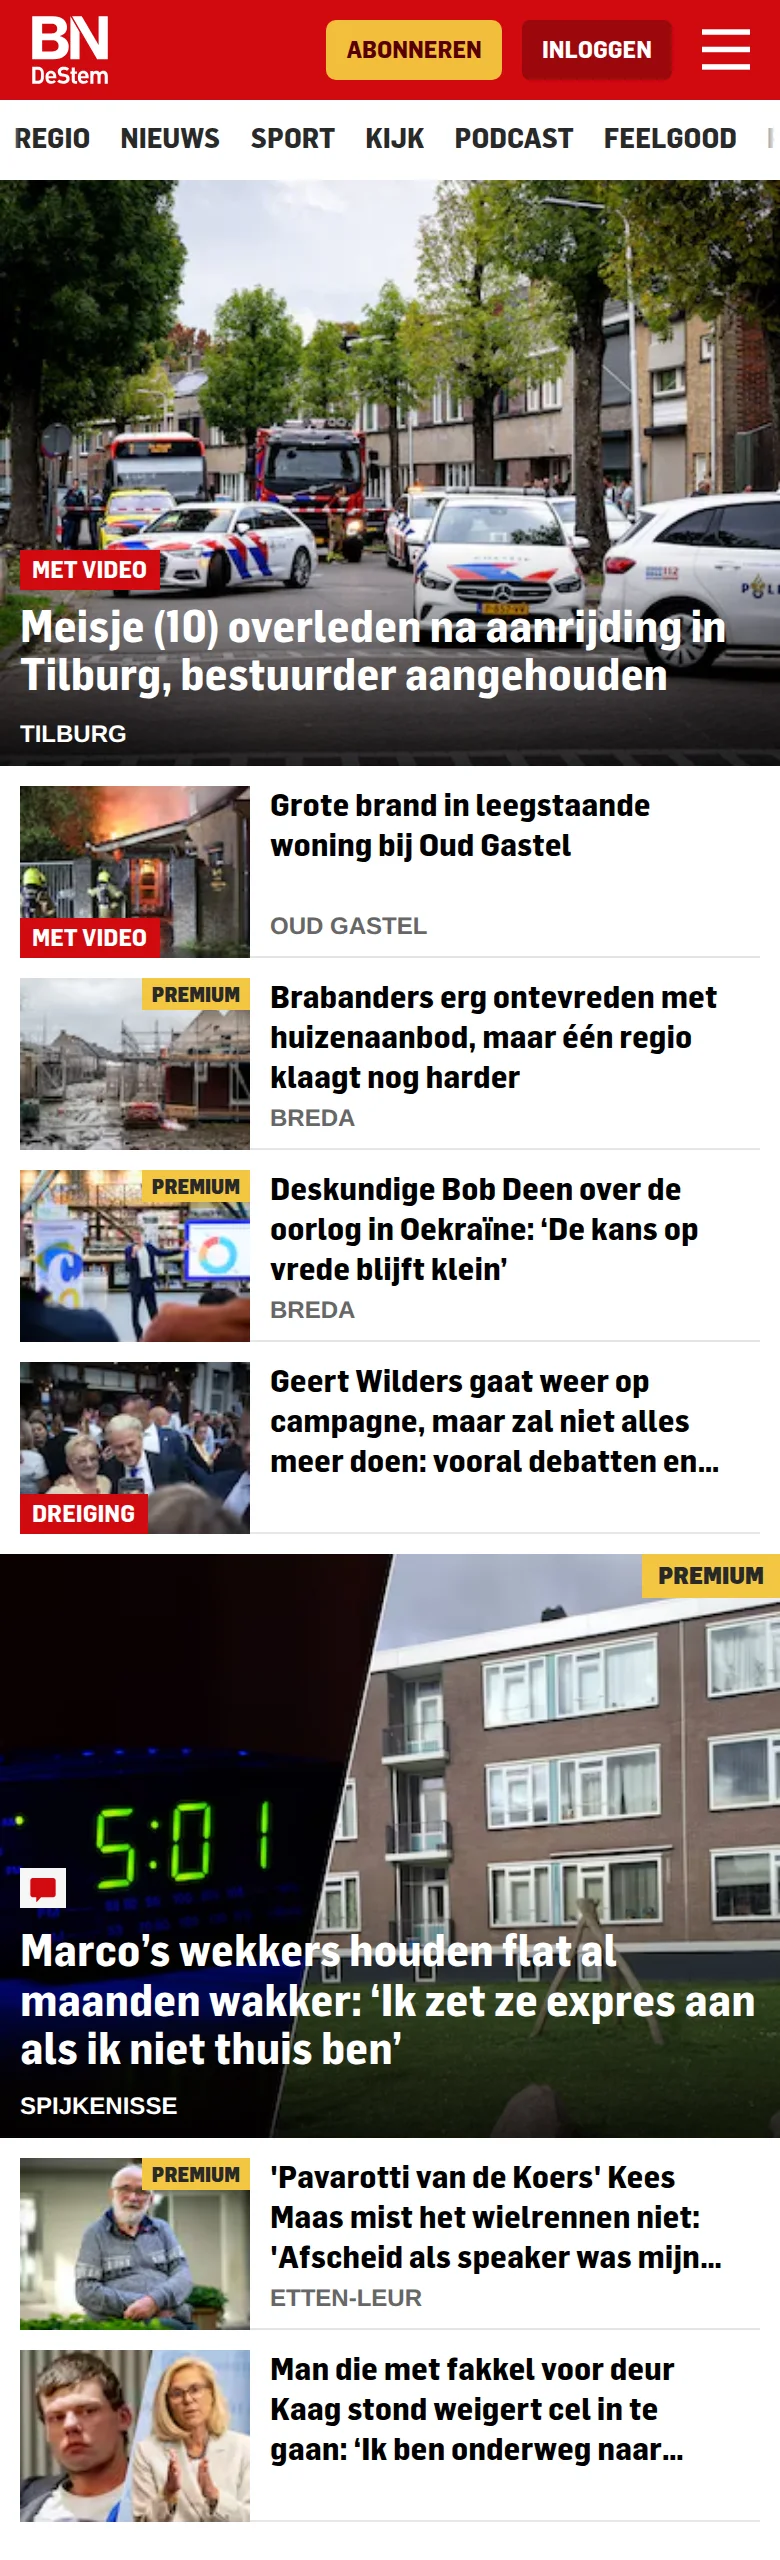 BN
DeStem
ABONNEREN
INLOGGEN
REGIO NIEUWS SPORT KIJK PODCAST FEELGOOD
MET VIDEO
Meisje (10) overleden na aanrijding in
Tilburg, bestuurder aangehouden
TILBURG
Grote brand in leegstaande
woning bij Oud Gastel
MET VIDEO
OUD GASTEL
PREMIUM
Brabanders erg ontevreden met
huizenaanbod, maar één regio
klaagt nog harder
BREDA
PREMIUM
Deskundige Bob Deen over de
oorlog in Oekraïne: ‘De kans op
vrede blijft klein’
BREDA
Geert Wilders gaat weer op
campagne, maar zal niet alles
meer doen: vooral debatten en...
DREIGING
PREMIUM
5:01
Marco’s wekkers houden flat al
maanden wakker: ‘Ik zet ze expres aan
als ik niet thuis ben’
SPIJKENISSE
PREMIUM
'Pavarotti van de Koers' Kees
Maas mist het wielrennen niet:
'Afscheid als speaker was mijn...
ETTEN-LEUR
Man die met fakkel voor deur
Kaag stond weigert cel in te
gaan: ‘Ik ben onderweg naar...